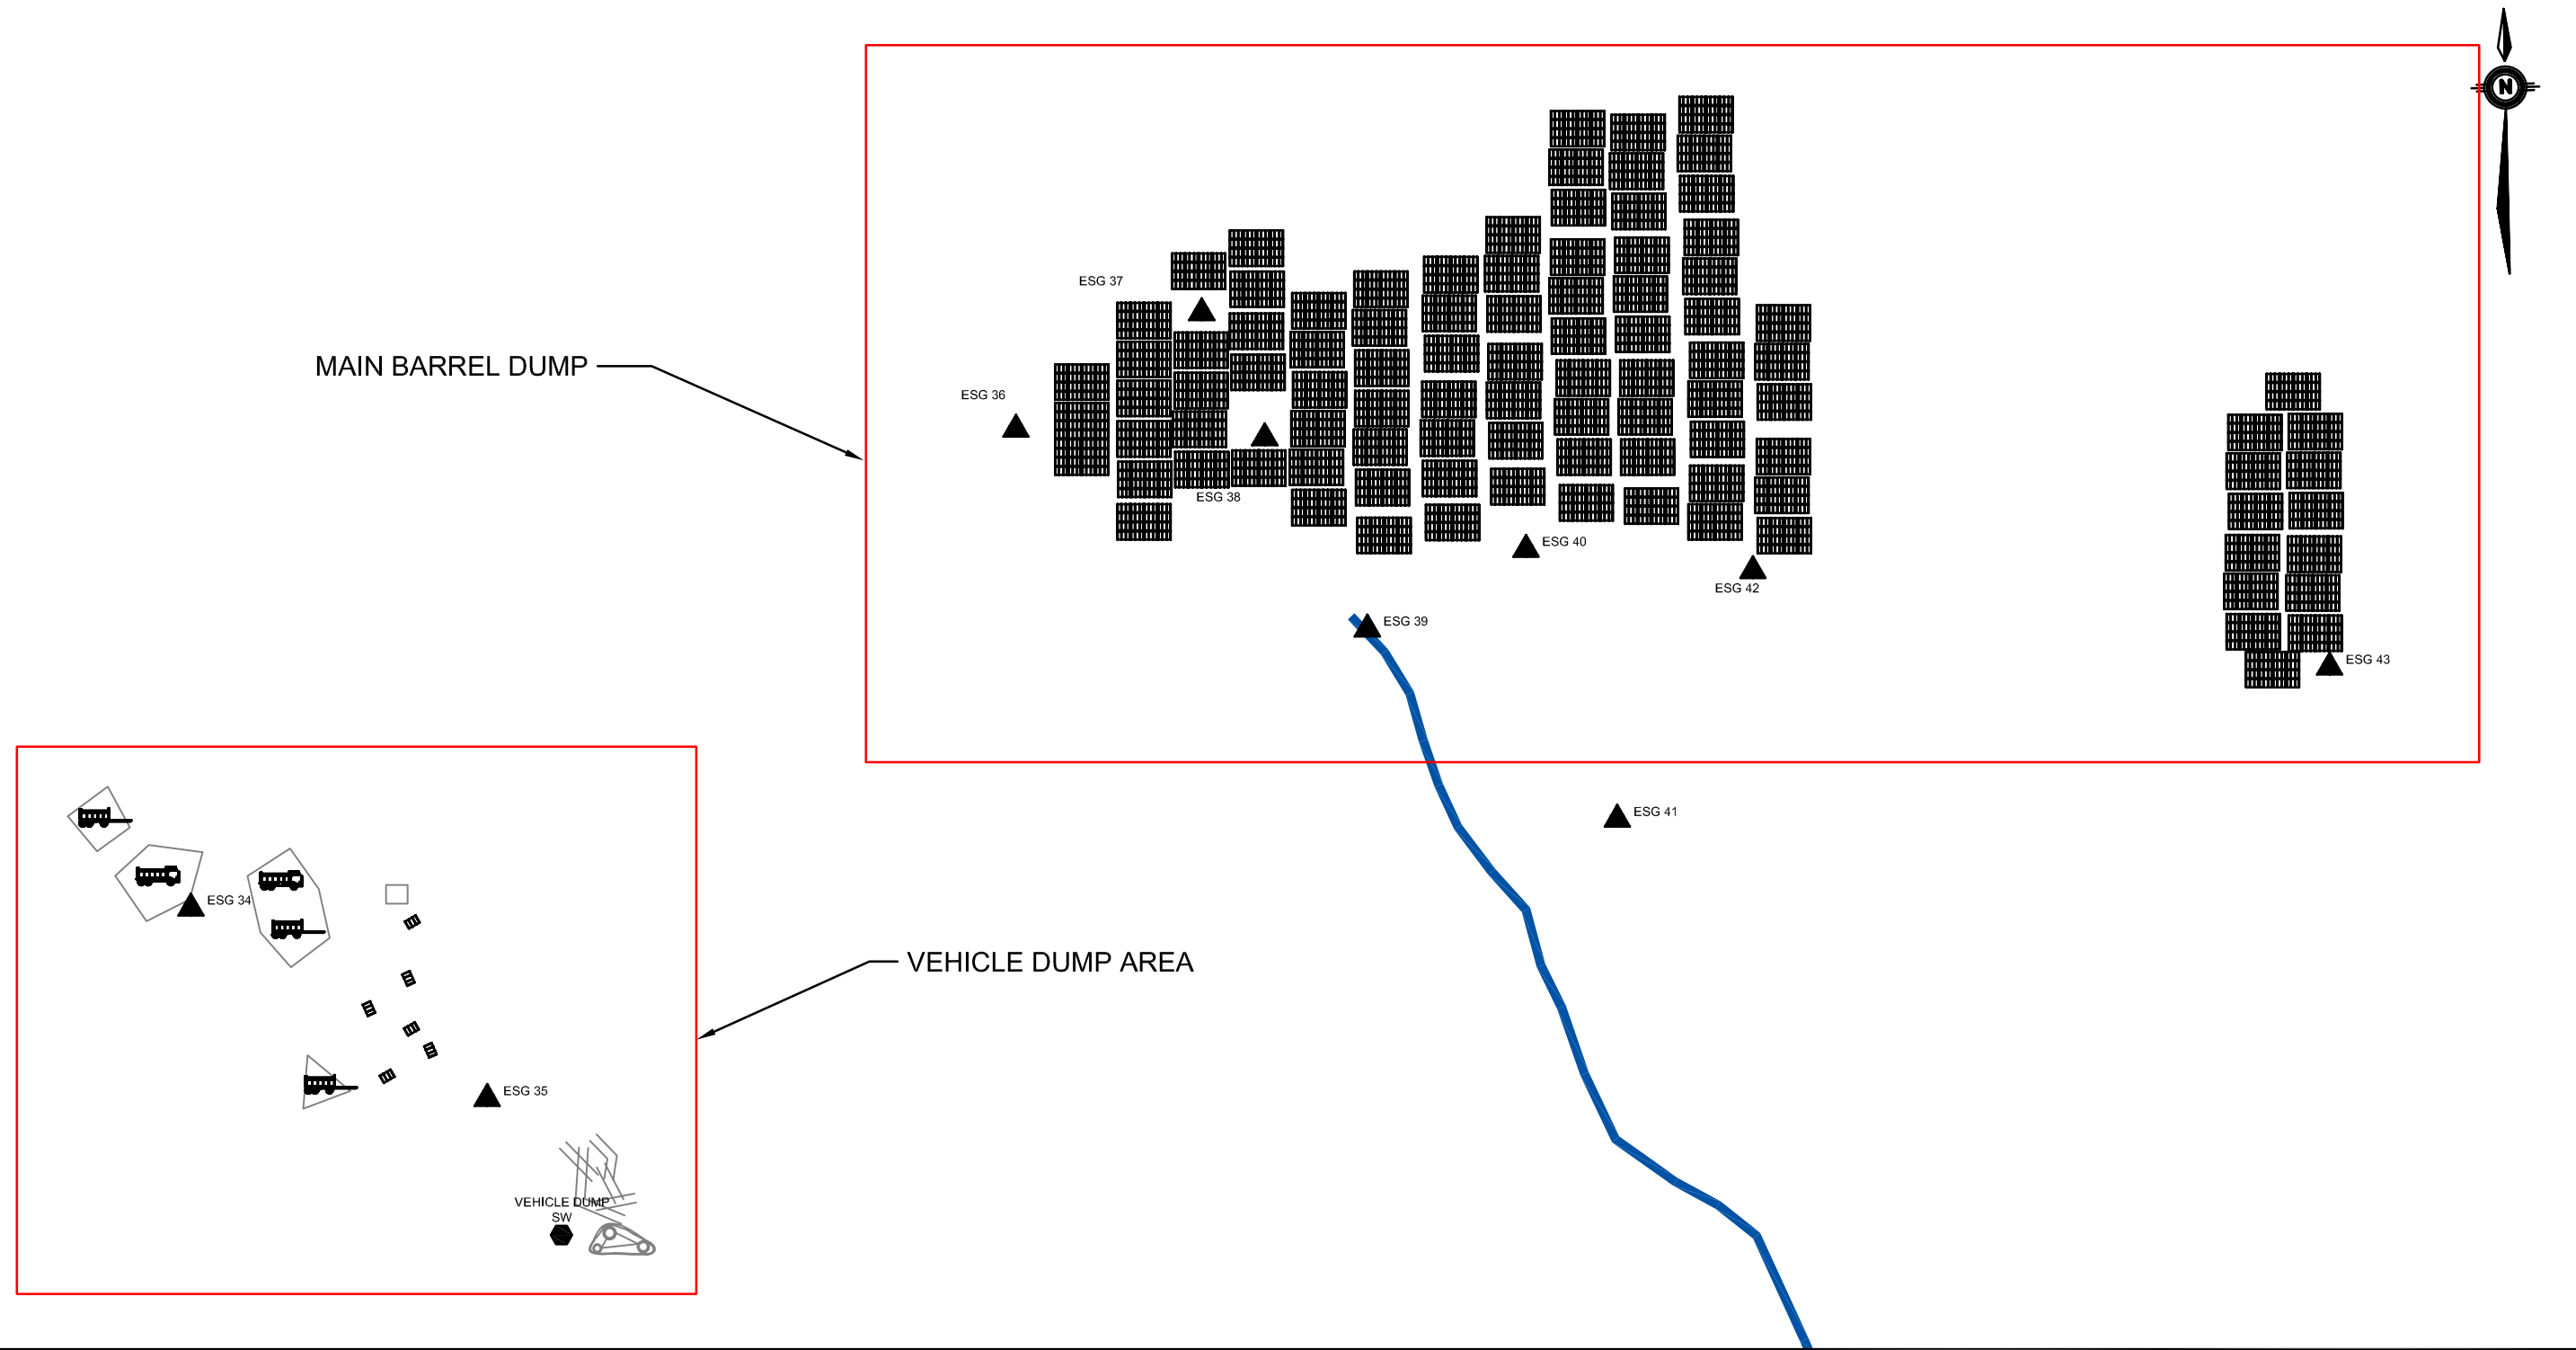 N
ESG 37
MAIN BARREL DUMP
ESG 36
ESG 38
ESG 40
ESG 42
ESG 39
ESG 43
ESG 41
ESG 34
VEHICLE DUMP AREA
ESG 35
VEHICLE DUMP
SW